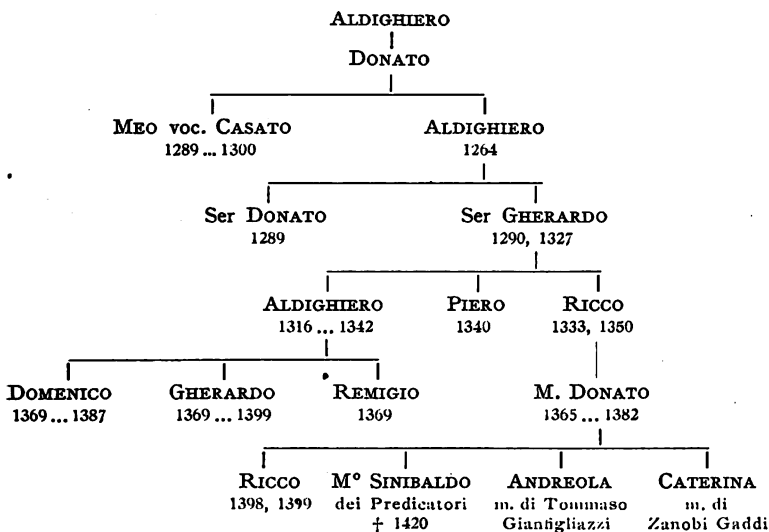 ALDIGHIERO
DONATO
MEO voc. CASATO ALDIGHIERO
1289 ... 1300 1264
Ser DONATO Ser GHERARDO
1289 1290, 1327
ALDIGHIERO PIERO RICCO
1316 ... 1342 1340 1333, 1350
DOMENICO GHERARDO REMIGIO M. DONATO
1369 ... 1387 1369 ... 1399 1369 1365 ... 1382
RICCO Mº SINIBALDO ANDREOLA CATERINA
1398, 1399 dei Predicatori m. di Tommaso m. di
† 1420 Gianfigliazzi Zanobi Gaddi